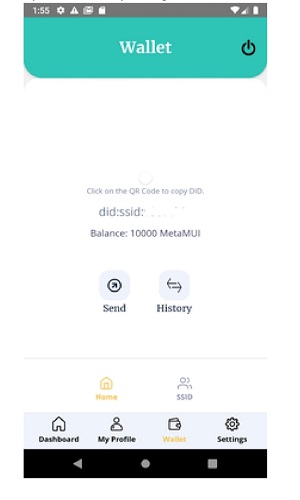 1:55
Wallet
Click on the QR Code to copy DID.
did:ssid:
Balance: 10000 MetaMUI
Send History
Home SSID
Dashboard My Profile Wallet Settings